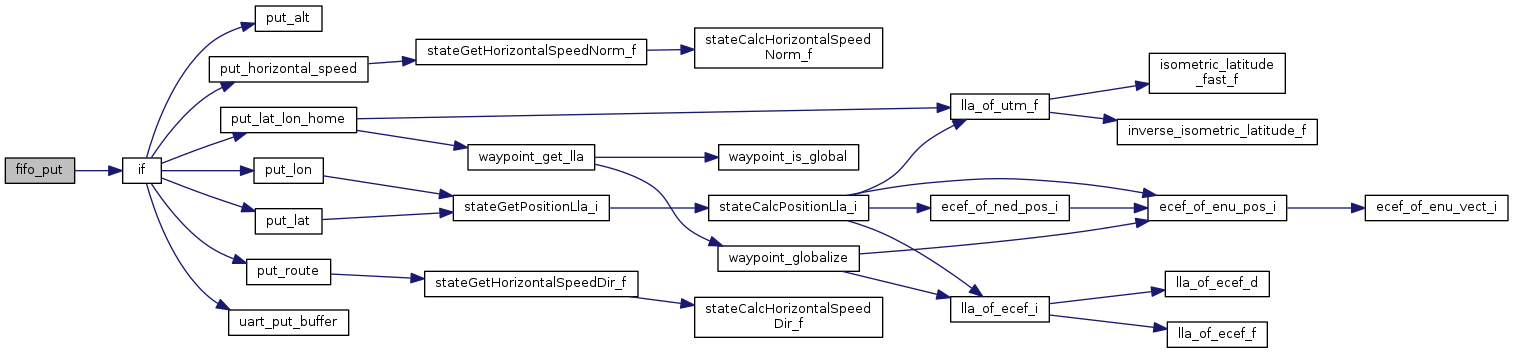 fifo_put
if
put_alt
put_horizontal_speed
put_lat_lon_home
put_lon
put_lat
put_route
uart_put_buffer
stateGetHorizontalSpeedNorm_f
waypoint_get_lla
stateGetPositionLla_i
stateGetHorizontalSpeedDir_f
stateCalcHorizontalSpeed
Norm_f
waypoint_is_global
stateCalcPositionLla_i
waypoint_globalize
stateCalcHorizontalSpeed
Dir_f
lla_of_utm_f
ecef_of_ned_pos_i
lla_of_ecef_i
isometric_latitude
_fast_f
inverse_isometric_latitude_f
ecef_of_enu_pos_i
lla_of_ecef_d
lla_of_ecef_f
ecef_of_enu_vect_i